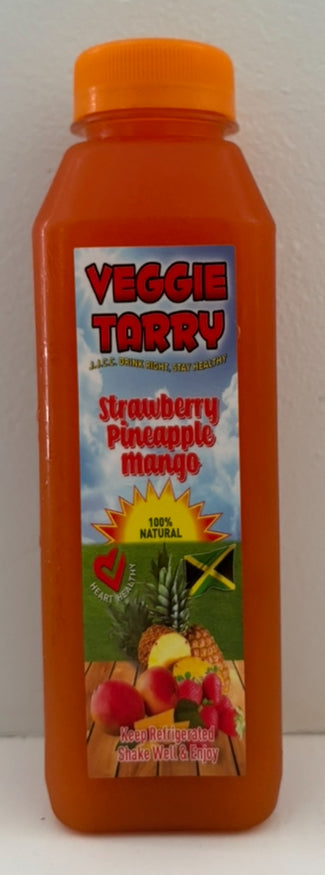 VEGGIE
TARRY
J.J.C.C. DRINK RIGHT, STAY HEALTHY
Strawberry
Pineapple
Mango
100%
NATURAL
HEART HEALTHY
Keep Refrigerated
Shake Well & Enjoy